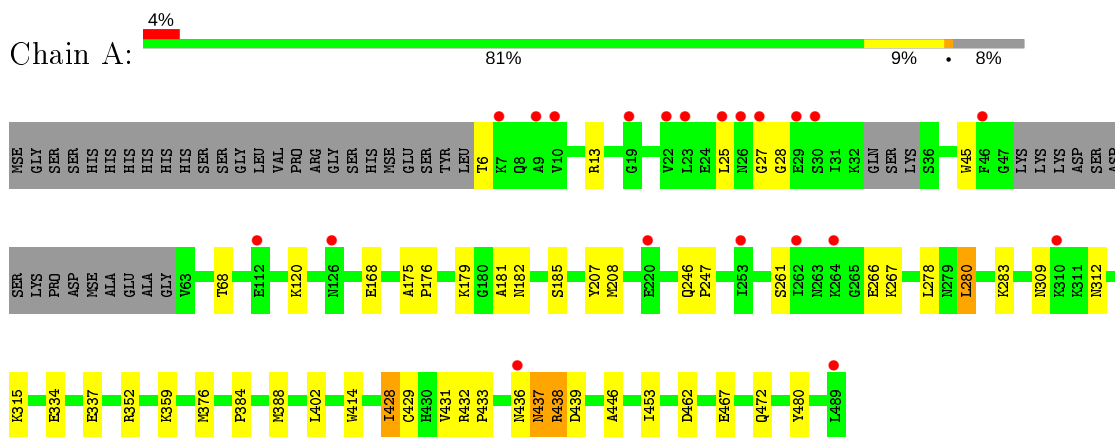 4%
Chain A:
81% 9% • 8%
MSE GLY SER SER HIS HIS HIS HIS HIS HIS HIS SER SER GLY LEU VAL PRO ARG GLY SER HIS MSE GLU SER TYR LEU T6 K7 Q8 A9 V10 R13 G19 V22 L23 E24 L25 N26 G27 G28 E29 S30 I31 K32 GLN SER LYS S36 W45 F46 G47 LYS LYS LYS ASP SER ASP
SER LYS PRO ASP MSE ALA GLU ALA GLY V63 T68 E112 K120 N126 E168 A175 P176 K179 G180 A181 N182 S185 Y207 M208 E220 Q246 P247 I253 S261 I262 N263 K264 G265 E266 K267 L278 N279 L280 K283 N309 K310 K311 N312
K315 E334 E337 R352 K359 M376 P384 M388 L402 W414 I428 C429 H430 V431 R432 P433 N436 N437 R438 D439 A446 I453 D462 E467 Q472 Y480 L489